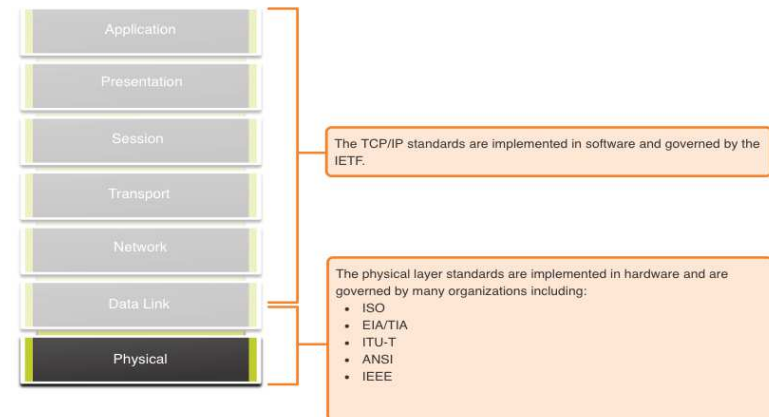 Application
Presentation
Session
Transport
Network
Data Link
Physical
The TCP/IP standards are implemented in software and governed by the
IETF.
The physical layer standards are implemented in hardware and are
governed by many organizations including:
• ISO
• EIA/TIA
• ITU-T
• ANSI
• IEEE